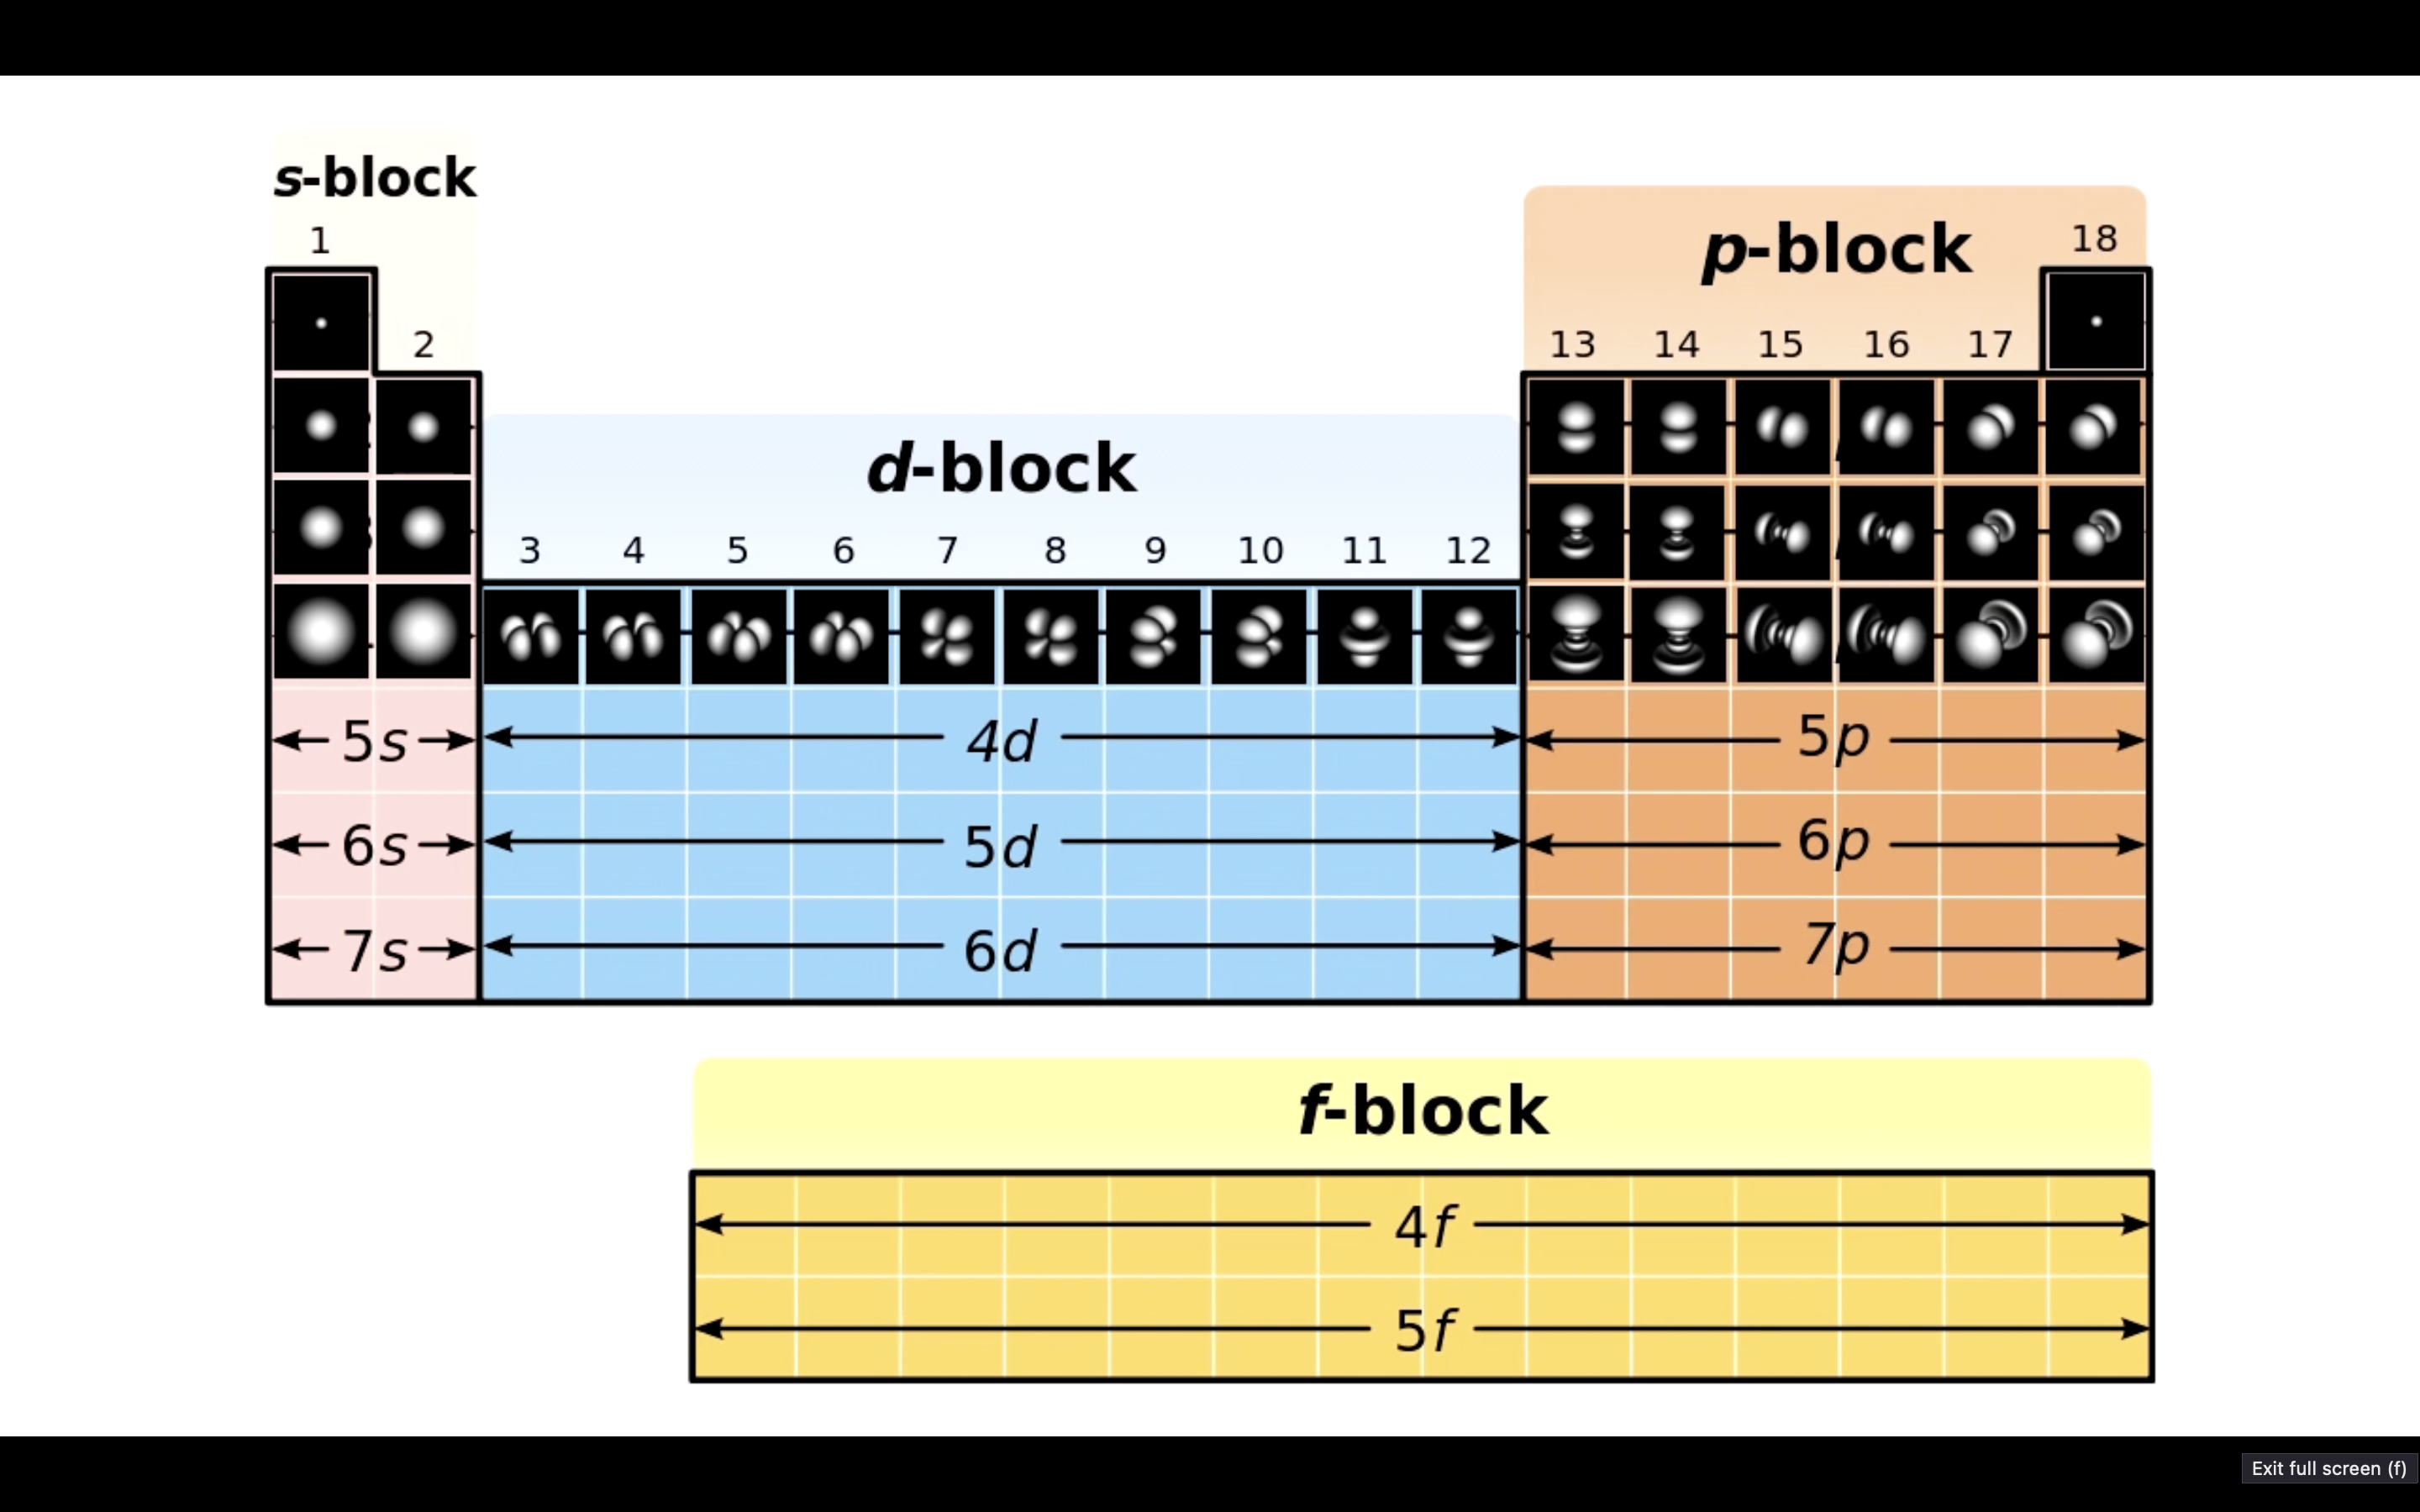 s-block
1
2
p-block
18
13 14 15 16 17
d-block
3 4 5 6 7 8 9 10 11 12
5s 4d 5p
6s 5d 6p
7s 6d 7p
f-block
4f
5f
Exit full screen (f)